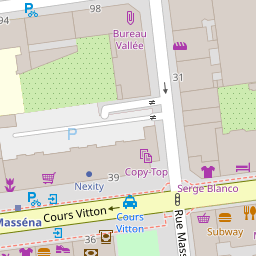 94
98
Bureau
Vallée
31
P
39
Copy-Top
Nexity
Serge Blanco
Masséna
Cours Vitton
Cours
Vitton
Rue Mass
36
Subway